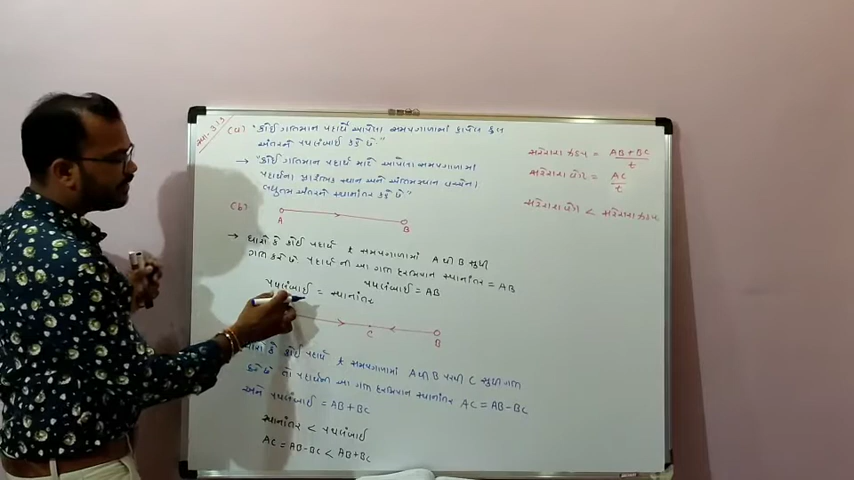 પ્રશ્ન-3.13
(a) "કોઈ ગતિમાન પદાર્થે આપેલા સમયગાળામાં કાપેલ કુલ
અંતરને પથલંબાઈ કહે છે."
→ "કોઈ ગતિમાન પદાર્થ માટે આપેલા સમયગાળામાં
પદાર્થના પ્રારંભિક સ્થાન અને અંતિમ સ્થાન વચ્ચેના
લઘુતમ અંતરને સ્થાનાંતર કહે છે"
(b)
A
B
→ ધારો કે કોઈ પદાર્થ t સમયગાળામાં A થી B સુધી
ગતિ કરે છે. પદાર્થ ની આ ગતિ દરમિયાન સ્થાનાંતર = AB
પથલંબાઈ = AB
પથલંબાઈ = સ્થાનાંતર
C
B
ધારો કે કોઈ પદાર્થ t સમયગાળામાં A થી B પરથી C સુધી ગતિ
કરે છે તો પદાર્થની આ ગતિ દરમિયાન સ્થાનાંતર AC = AB-BC
અને પથલંબાઈ = AB+BC
સ્થાનાંતર < પથલંબાઈ
AC = AB-BC < AB+BC
સરેરાશ ઝડપ = AB+BC / t
સરેરાશ વેગ = AC / t
સરેરાશ વેગ < સરેરાશ ઝડપ